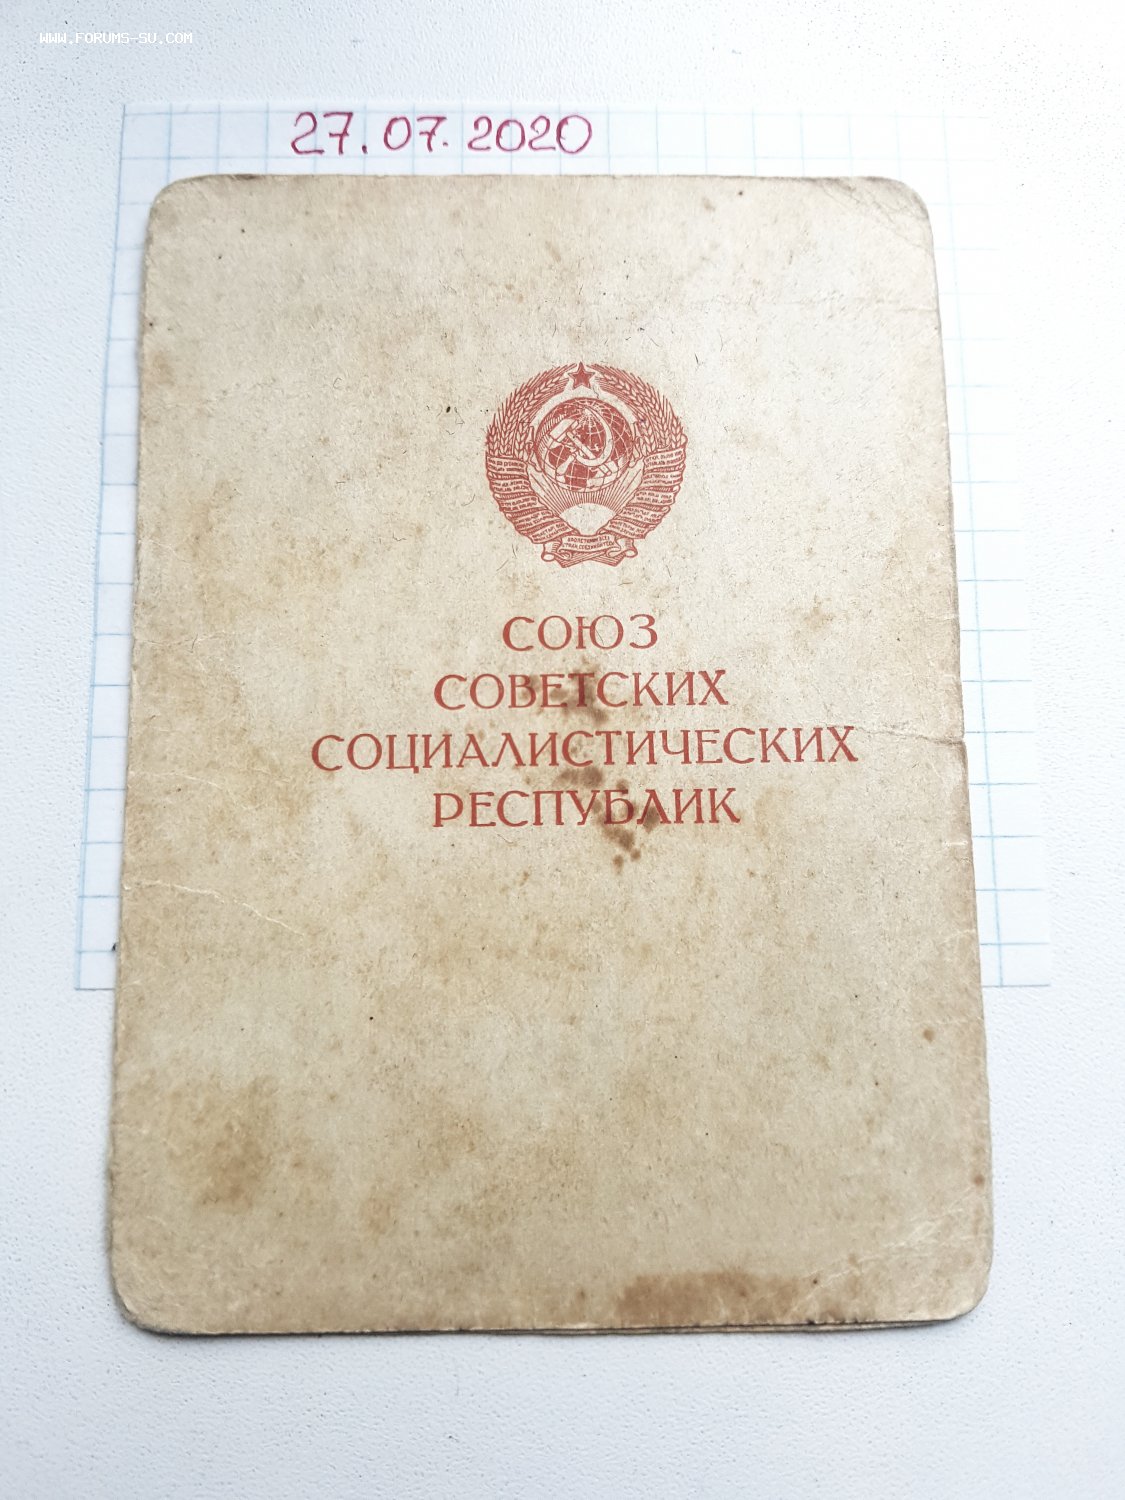 WWW.FORUMS-SU.COM
27.07.2020
СОЮЗ
СОВЕТСКИХ
СОЦИАЛИСТИЧЕСКИХ
РЕСПУБЛИК